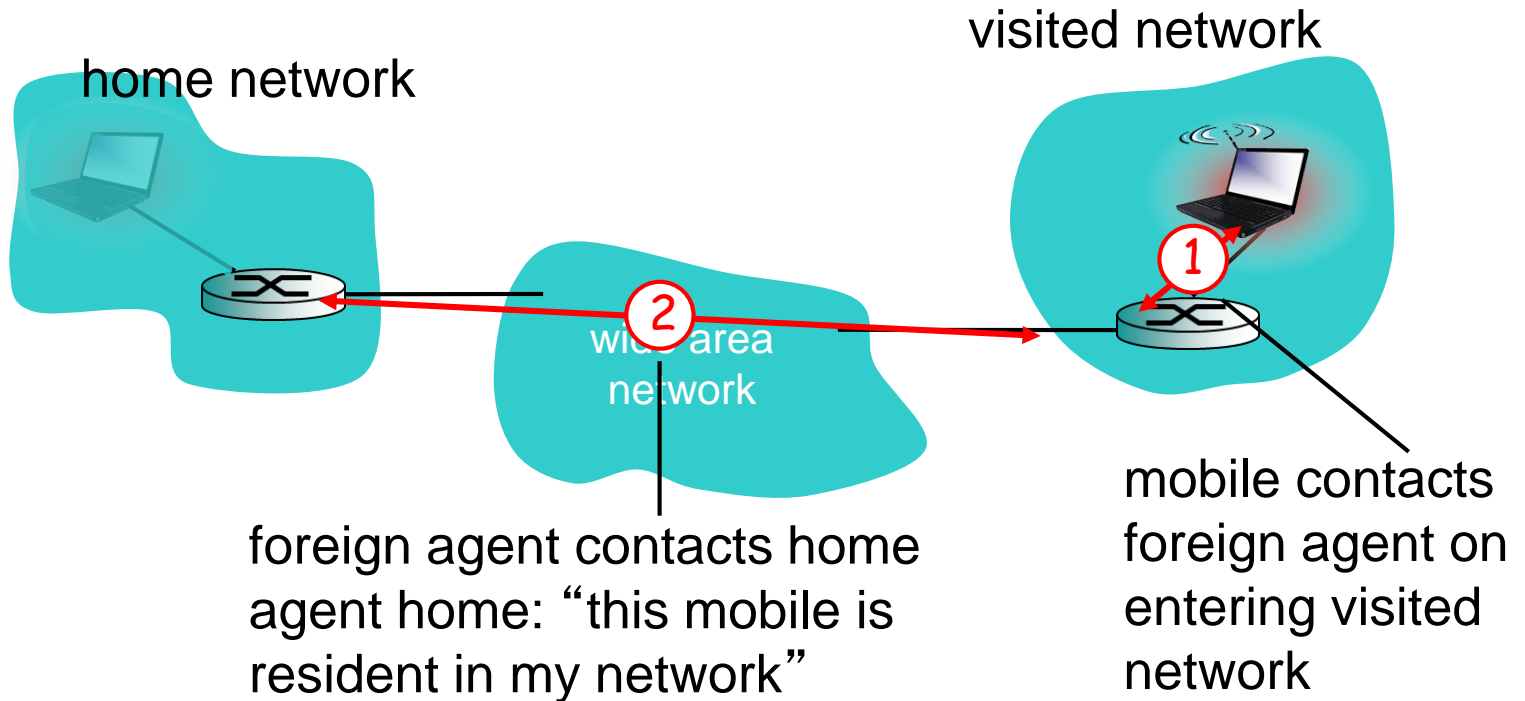 visited network
home network
1
2
wide area
network
foreign agent contacts home
agent home: “this mobile is
resident in my network”
mobile contacts
foreign agent on
entering visited
network